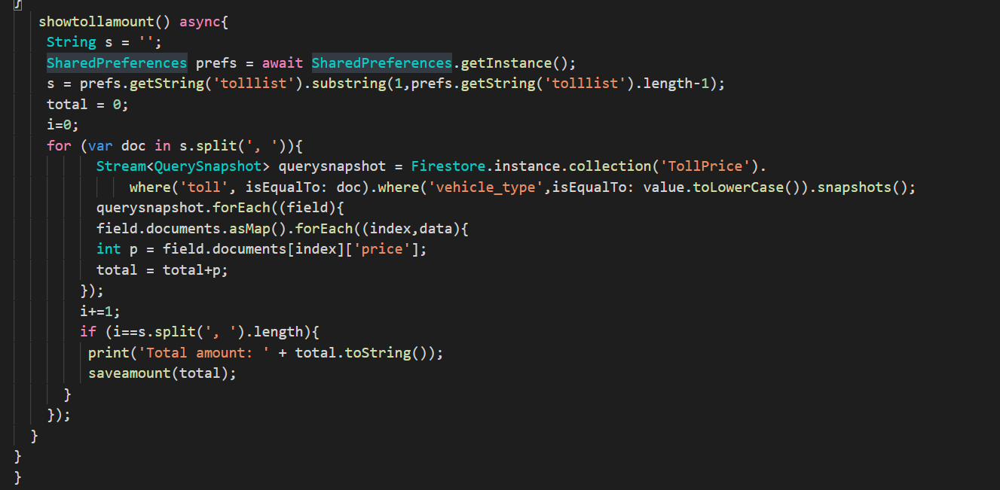 }
showtollamount() async{
String s = '';
SharedPreferences prefs = await SharedPreferences.getInstance();
s = prefs.getString('tolllist').substring(1,prefs.getString('tolllist').length-1);
total = 0;
i=0;
for (var doc in s.split(', ')){
Stream<QuerySnapshot> querysnapshot = Firestore.instance.collection('TollPrice').
where('toll', isEqualTo: doc).where('vehicle_type',isEqualTo: value.toLowerCase()).snapshots();
querysnapshot.forEach((field){
field.documents.asMap().forEach((index,data){
int p = field.documents[index]['price'];
total = total+p;
});
i+=1;
if (i==s.split(', ').length){
print('Total amount: ' + total.toString());
saveamount(total);
}
});
}
}
}